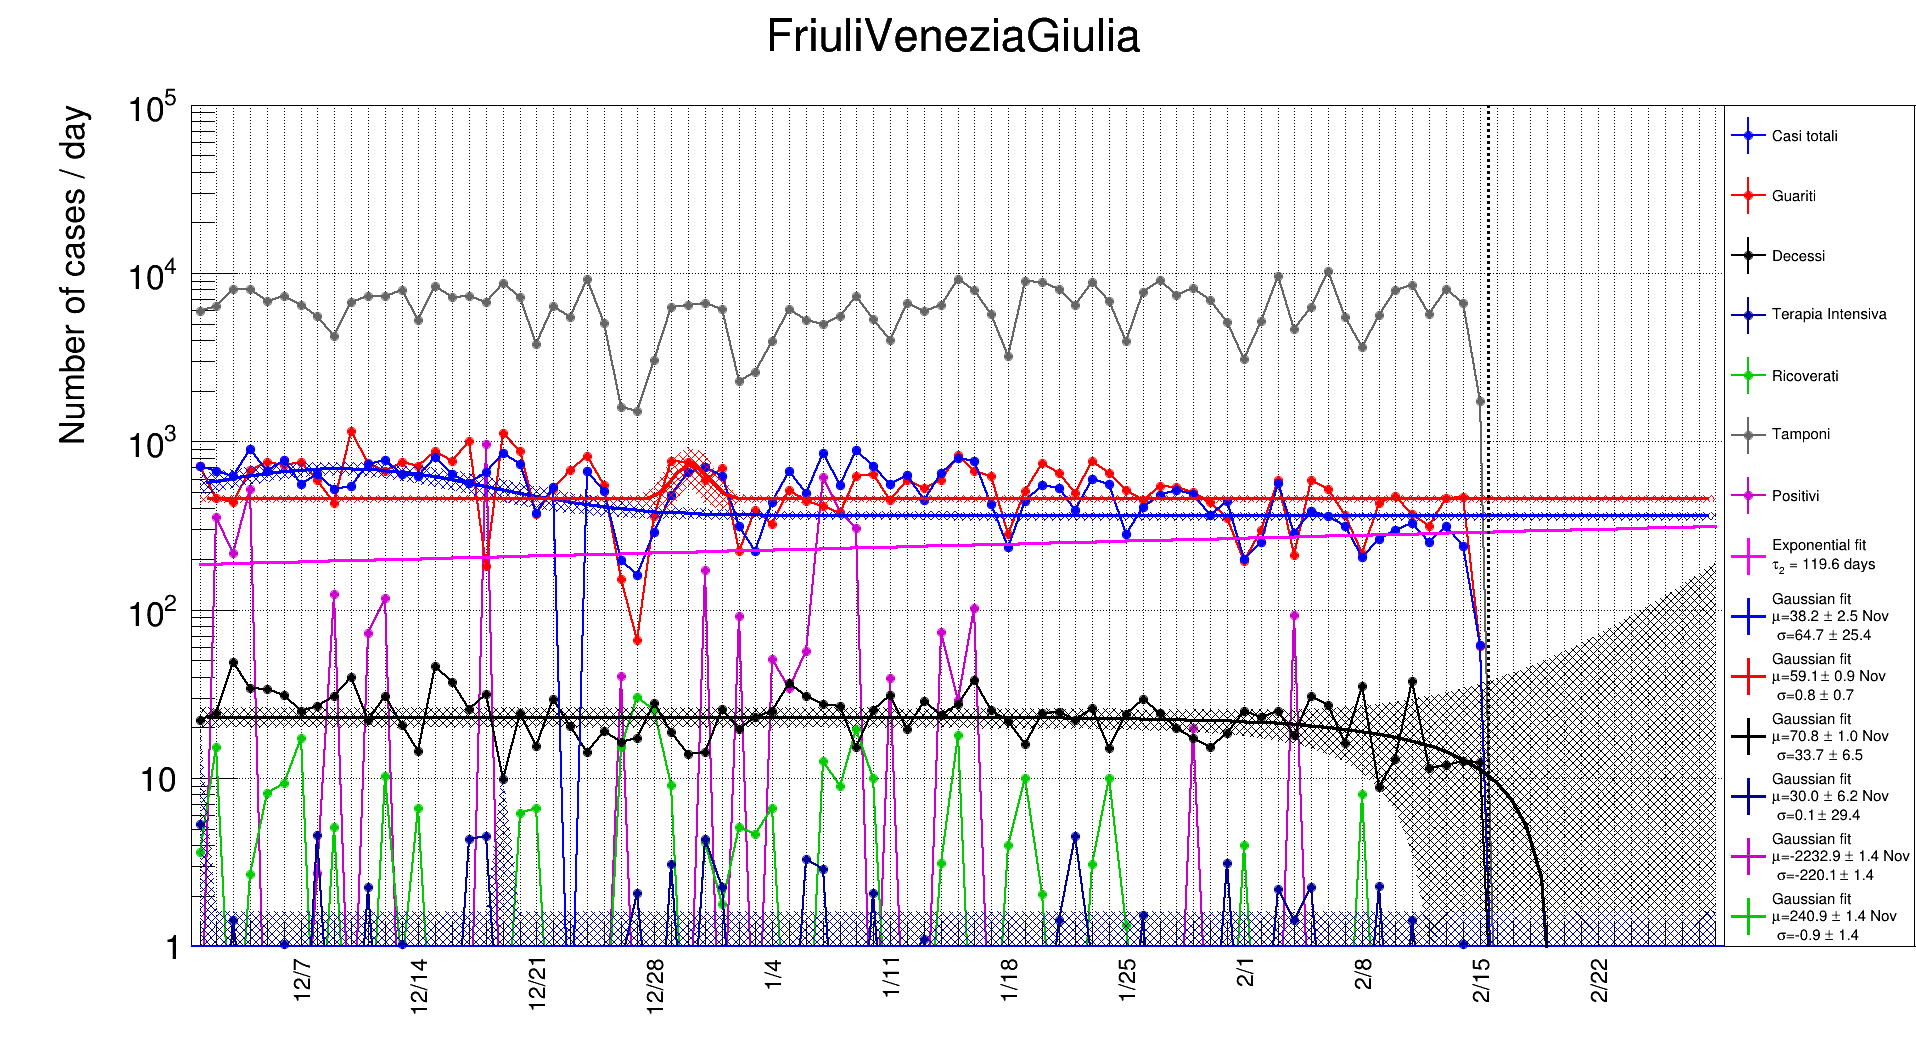 FriuliVeneziaGiulia
Number of cases / day
10^5
10^4
10^3
10^2
10
1
12/7
12/14
12/21
12/28
1/4
1/11
1/18
1/25
2/1
2/8
2/15
2/22
Casi totali
Guariti
Decessi
Terapia Intensiva
Ricoverati
Tamponi
Positivi
Exponential fit
τ2 = 119.6 days
Gaussian fit
μ=38.2 ± 2.5 Nov
σ=64.7 ± 25.4
Gaussian fit
μ=59.1 ± 0.9 Nov
σ=0.8 ± 0.7
Gaussian fit
μ=70.8 ± 1.0 Nov
σ=33.7 ± 6.5
Gaussian fit
μ=30.0 ± 6.2 Nov
σ=0.1 ± 29.4
Gaussian fit
μ=-2232.9 ± 1.4 Nov
σ=-220.1 ± 1.4
Gaussian fit
μ=240.9 ± 1.4 Nov
σ=-0.9 ± 1.4